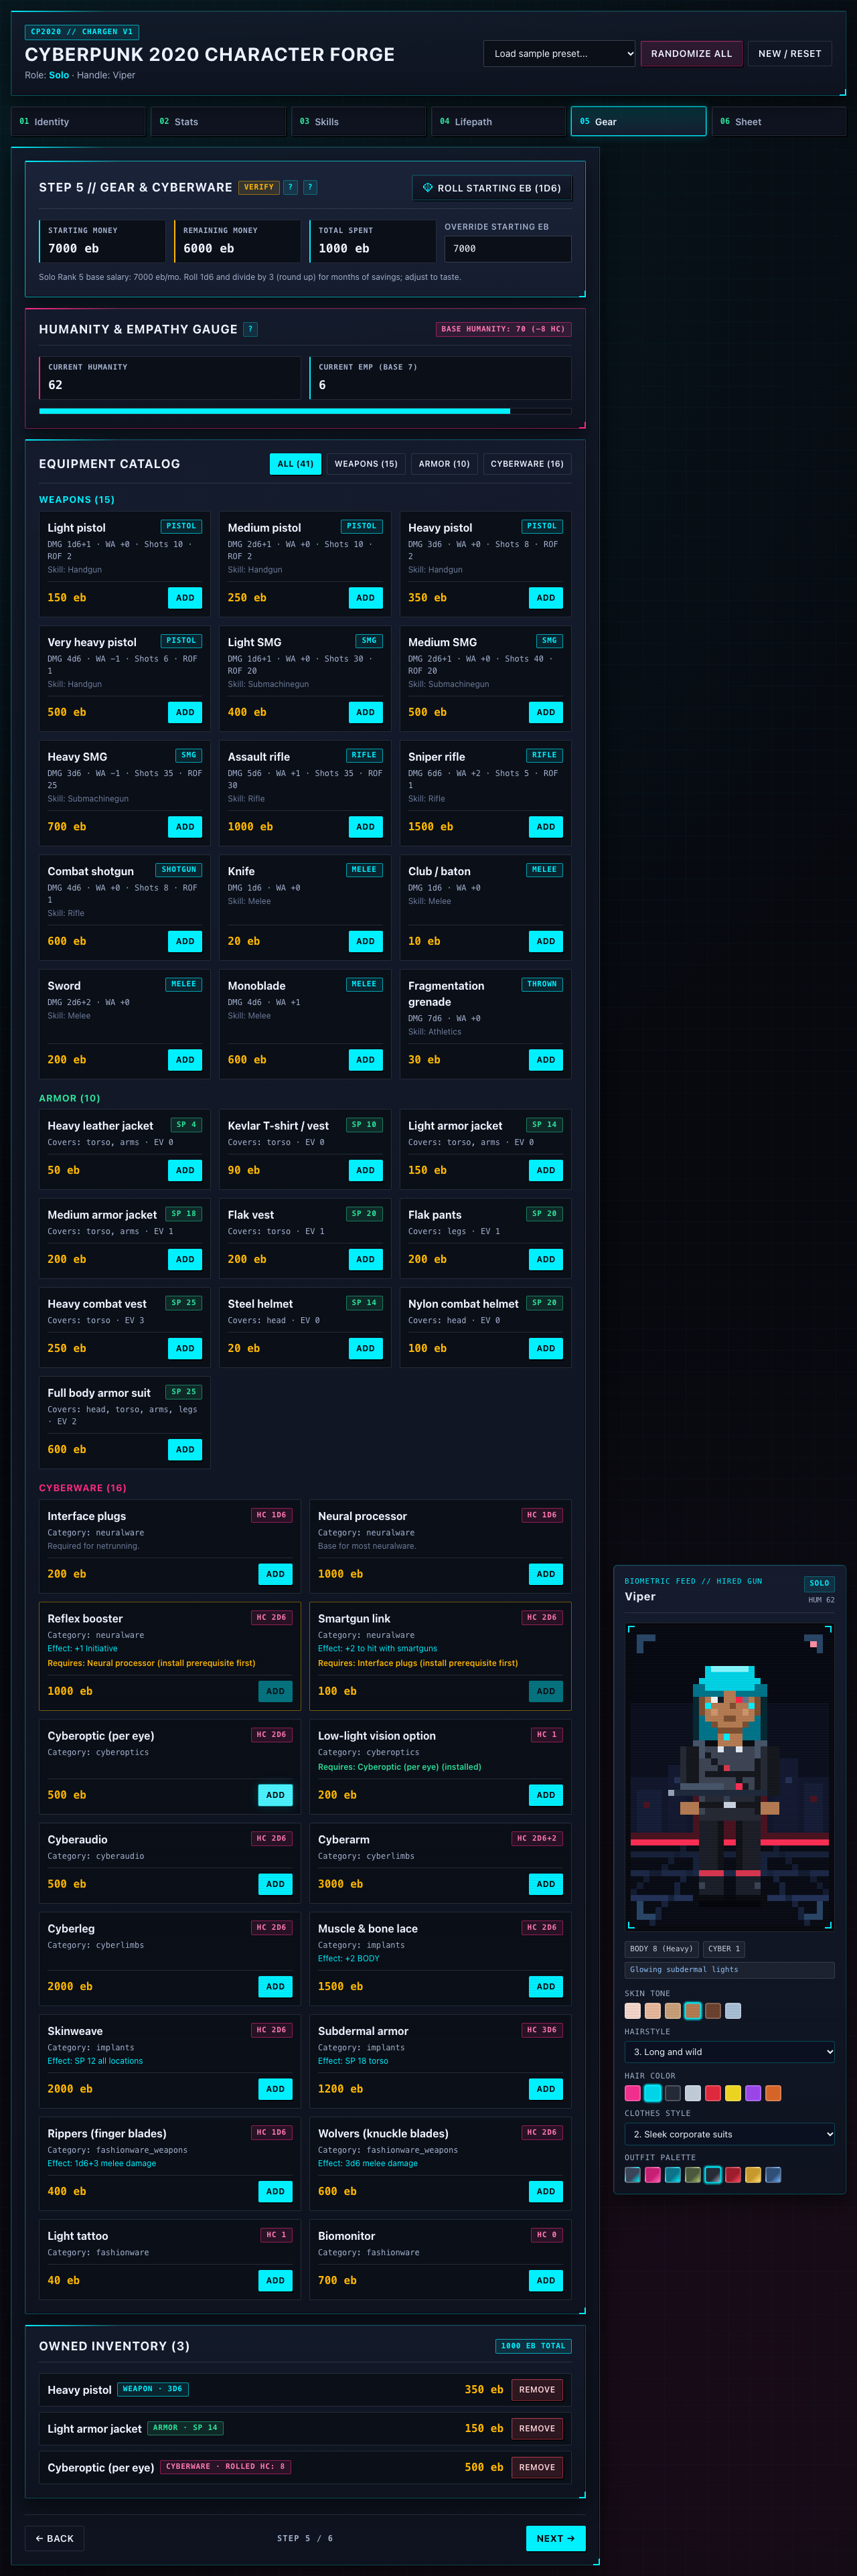 CP2020 // CHARGEN V1
CYBERPUNK 2020 CHARACTER FORGE
Role: Solo · Handle: Viper
Load sample preset...
RANDOMIZE ALL
NEW / RESET
01 Identity
02 Stats
03 Skills
04 Lifepath
05 Gear
06 Sheet
STEP 5 // GEAR & CYBERWARE VERIFY ? ?
ROLL STARTING EB (1D6)
STARTING MONEY
7000 eb
REMAINING MONEY
6000 eb
TOTAL SPENT
1000 eb
OVERRIDE STARTING EB
7000
Solo Rank 5 base salary: 7000 eb/mo. Roll 1d6 and divide by 3 (round up) for months of savings; adjust to taste.
HUMANITY & EMPATHY GAUGE ?
BASE HUMANITY: 70 (−8 HC)
CURRENT HUMANITY
62
CURRENT EMP (BASE 7)
6
EQUIPMENT CATALOG
ALL (41)
WEAPONS (15)
ARMOR (10)
CYBERWARE (16)
WEAPONS (15)
Light pistol PISTOL
DMG 1d6+1 · WA +0 · Shots 10 ·
ROF 2
Skill: Handgun
150 eb ADD
Medium pistol PISTOL
DMG 2d6+1 · WA +0 · Shots 10 ·
ROF 2
Skill: Handgun
250 eb ADD
Heavy pistol PISTOL
DMG 3d6 · WA +0 · Shots 8 · ROF
2
Skill: Handgun
350 eb ADD
Very heavy pistol PISTOL
DMG 4d6 · WA −1 · Shots 6 · ROF
1
Skill: Handgun
500 eb ADD
Light SMG SMG
DMG 1d6+1 · WA +0 · Shots 30 ·
ROF 20
Skill: Submachinegun
400 eb ADD
Medium SMG SMG
DMG 2d6+1 · WA +0 · Shots 40 ·
ROF 20
Skill: Submachinegun
500 eb ADD
Heavy SMG SMG
DMG 3d6 · WA −1 · Shots 35 · ROF
25
Skill: Submachinegun
700 eb ADD
Assault rifle RIFLE
DMG 5d6 · WA +1 · Shots 35 · ROF
30
Skill: Rifle
1000 eb ADD
Sniper rifle RIFLE
DMG 6d6 · WA +2 · Shots 5 · ROF
1
Skill: Rifle
1500 eb ADD
Combat shotgun SHOTGUN
DMG 4d6 · WA +0 · Shots 8 · ROF
1
Skill: Rifle
600 eb ADD
Knife MELEE
DMG 1d6 · WA +0
Skill: Melee
20 eb ADD
Club / baton MELEE
DMG 1d6 · WA +0
Skill: Melee
10 eb ADD
Sword MELEE
DMG 2d6+2 · WA +0
Skill: Melee
200 eb ADD
Monoblade MELEE
DMG 4d6 · WA +1
Skill: Melee
600 eb ADD
Fragmentation
grenade THROWN
DMG 7d6 · WA +0
Skill: Athletics
30 eb ADD
ARMOR (10)
Heavy leather jacket SP 4
Covers: torso, arms · EV 0
50 eb ADD
Kevlar T-shirt / vest SP 10
Covers: torso · EV 0
90 eb ADD
Light armor jacket SP 14
Covers: torso, arms · EV 0
150 eb ADD
Medium armor jacket SP 18
Covers: torso, arms · EV 1
200 eb ADD
Flak vest SP 20
Covers: torso · EV 1
200 eb ADD
Flak pants SP 20
Covers: legs · EV 1
200 eb ADD
Heavy combat vest SP 25
Covers: torso · EV 3
250 eb ADD
Steel helmet SP 14
Covers: head · EV 0
20 eb ADD
Nylon combat helmet SP 20
Covers: head · EV 0
100 eb ADD
Full body armor suit SP 25
Covers: head, torso, arms, legs
· EV 2
600 eb ADD
CYBERWARE (16)
Interface plugs HC 1D6
Category: neuralware
Required for netrunning.
200 eb ADD
Neural processor HC 1D6
Category: neuralware
Base for most neuralware.
1000 eb ADD
Reflex booster HC 2D6
Category: neuralware
Effect: +1 Initiative
Requires: Neural processor (install prerequisite first)
1000 eb ADD
Smartgun link HC 2D6
Category: neuralware
Effect: +2 to hit with smartguns
Requires: Interface plugs (install prerequisite first)
100 eb ADD
Cyberoptic (per eye) HC 2D6
Category: cyberoptics
500 eb ADD
Low-light vision option HC 1
Category: cyberoptics
Requires: Cyberoptic (per eye) (installed)
200 eb ADD
Cyberaudio HC 2D6
Category: cyberaudio
500 eb ADD
Cyberarm HC 2D6+2
Category: cyberlimbs
3000 eb ADD
Cyberleg HC 2D6
Category: cyberlimbs
2000 eb ADD
Muscle & bone lace HC 2D6
Category: implants
Effect: +2 BODY
1500 eb ADD
Skinweave HC 2D6
Category: implants
Effect: SP 12 all locations
2000 eb ADD
Subdermal armor HC 3D6
Category: implants
Effect: SP 18 torso
1200 eb ADD
Rippers (finger blades) HC 1D6
Category: fashionware_weapons
Effect: 1d6+3 melee damage
400 eb ADD
Wolvers (knuckle blades) HC 2D6
Category: fashionware_weapons
Effect: 3d6 melee damage
600 eb ADD
Light tattoo HC 1
Category: fashionware
40 eb ADD
Biomonitor HC 0
Category: fashionware
700 eb ADD
OWNED INVENTORY (3)
1000 EB TOTAL
Heavy pistol WEAPON · 3D6 350 eb REMOVE
Light armor jacket ARMOR · SP 14 150 eb REMOVE
Cyberoptic (per eye) CYBERWARE · ROLLED HC: 8 500 eb REMOVE
← BACK
STEP 5 / 6
NEXT →
BIOMETRIC FEED // HIRED GUN
Viper
SOLO
HUM 62
BODY 8 (Heavy)
CYBER 1
Glowing subdermal lights
SKIN TONE
HAIRSTYLE
3. Long and wild
HAIR COLOR
CLOTHES STYLE
2. Sleek corporate suits
OUTFIT PALETTE